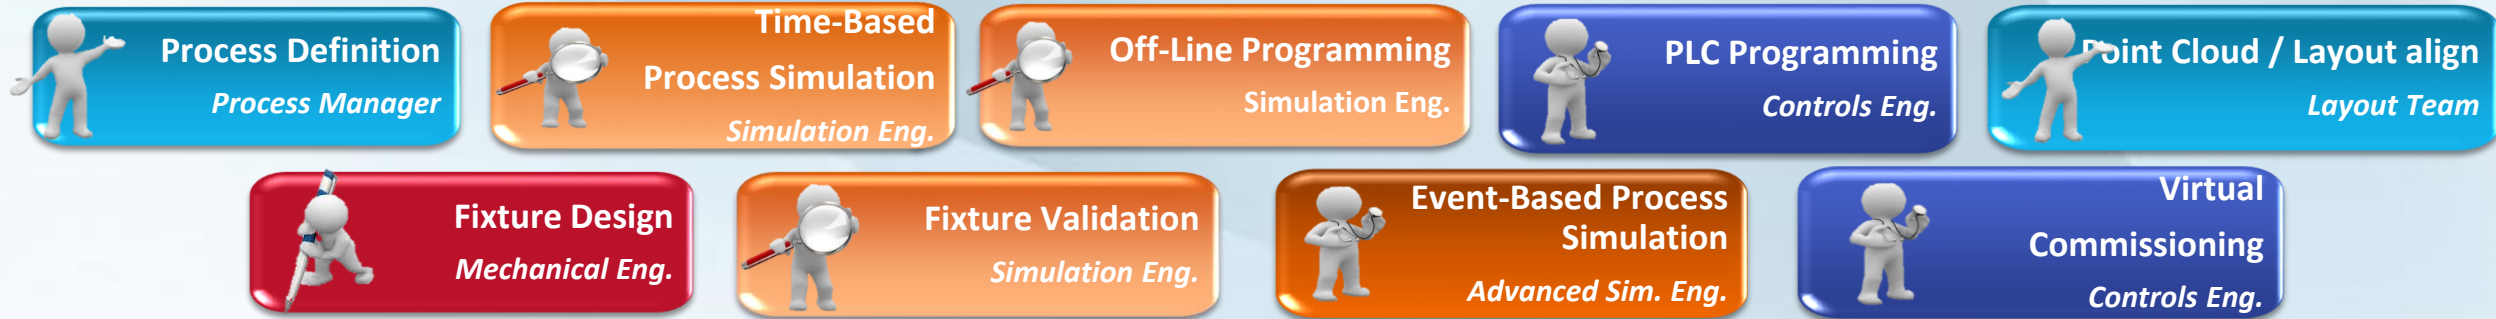 Process Definition
Process Manager
Time-Based
Process Simulation
Simulation Eng.
Off-Line Programming
Simulation Eng.
PLC Programming
Controls Eng.
Point Cloud / Layout align
Layout Team
Fixture Design
Mechanical Eng.
Fixture Validation
Simulation Eng.
Event-Based Process
Simulation
Advanced Sim. Eng.
Virtual
Commissioning
Controls Eng.